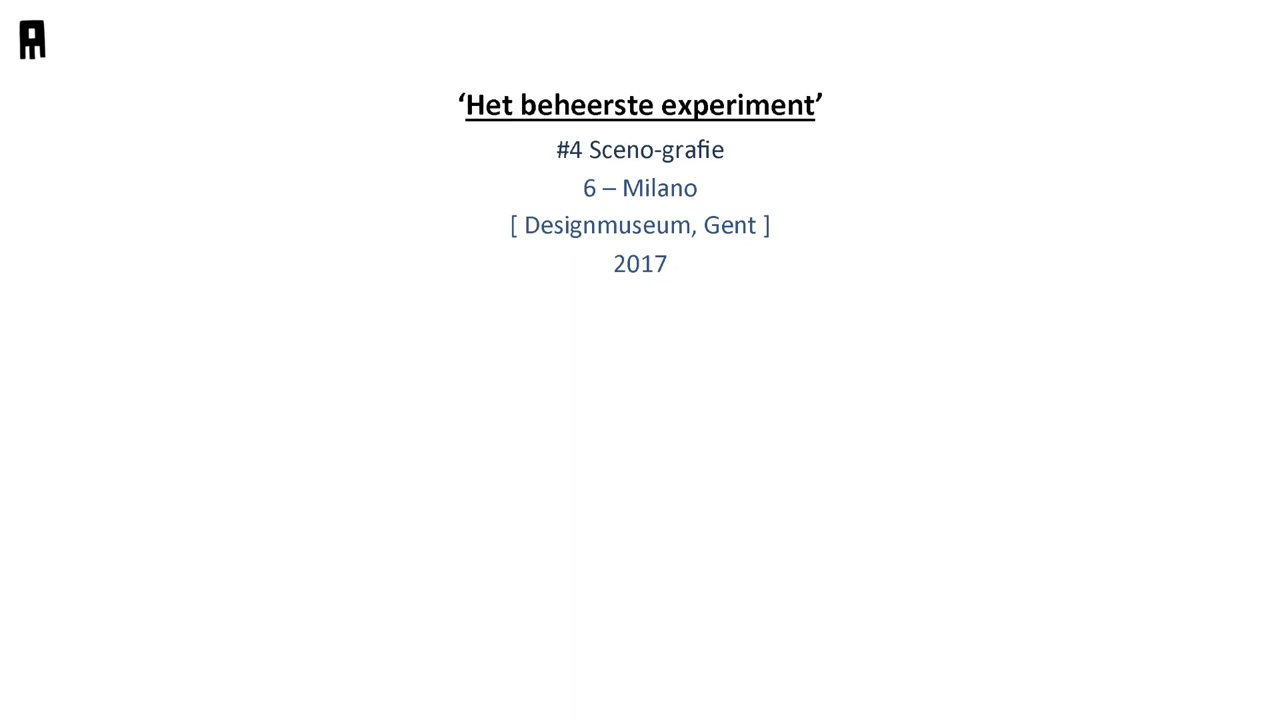 ‘Het beheerste experiment’
#4 Sceno-grafie
6 – Milano
[ Designmuseum, Gent ]
2017